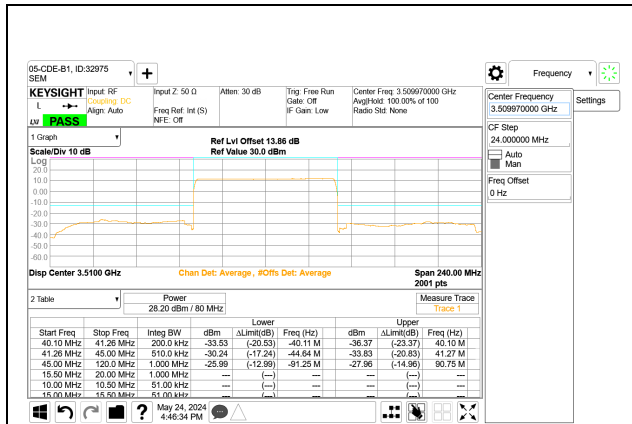 05-CDE-B1, ID:32975
SEM
Frequency
KEYSIGHT
L
LXI PASS
Input: RF
Coupling: DC
Align: Auto
Input Z: 50 Ω
Freq Ref: Int (S)
NFE: Off
Atten: 30 dB
Trig: Free Run
Gate: Off
IF Gain: Low
Center Freq: 3.509970000 GHz
Avg|Hold: 100.00% of 100
Radio Std: None
Center Frequency
3.509970000 GHz
Settings
CF Step
24.000000 MHz
Auto
Man
Freq Offset
0 Hz
1 Graph
Scale/Div 10 dB
Ref Lvl Offset 13.86 dB
Ref Value 30.0 dBm
Log
20.0
10.0
0.00
-10.0
-20.0
-30.0
-40.0
-50.0
-60.0
Disp Center 3.5100 GHz
Chan Det: Average, #Offs Det: Average
Span 240.00 MHz
2001 pts
2 Table
Power
28.20 dBm / 80 MHz
Measure Trace
Trace 1
Lower Upper
Start Freq Stop Freq Integ BW dBm ΔLimit(dB) Freq (Hz) dBm ΔLimit(dB) Freq (Hz)
40.10 MHz 41.26 MHz 200.0 kHz -33.53 (-20.53) -40.11 M -36.37 (-23.37) 40.10 M
41.26 MHz 45.00 MHz 510.0 kHz -30.24 (-17.24) -44.64 M -33.83 (-20.83) 41.27 M
45.00 MHz 120.0 MHz 1.000 MHz -25.99 (-12.99) -91.25 M -27.96 (-14.96) 90.75 M
15.50 MHz 20.00 MHz 1.000 MHz --- (---) --- --- (---) ---
10.00 MHz 10.50 MHz 51.00 kHz --- (---) --- --- (---) ---
15.00 MHz 15.50 MHz 51.00 kHz --- (---) --- --- (---) ---
May 24, 2024
4:46:34 PM